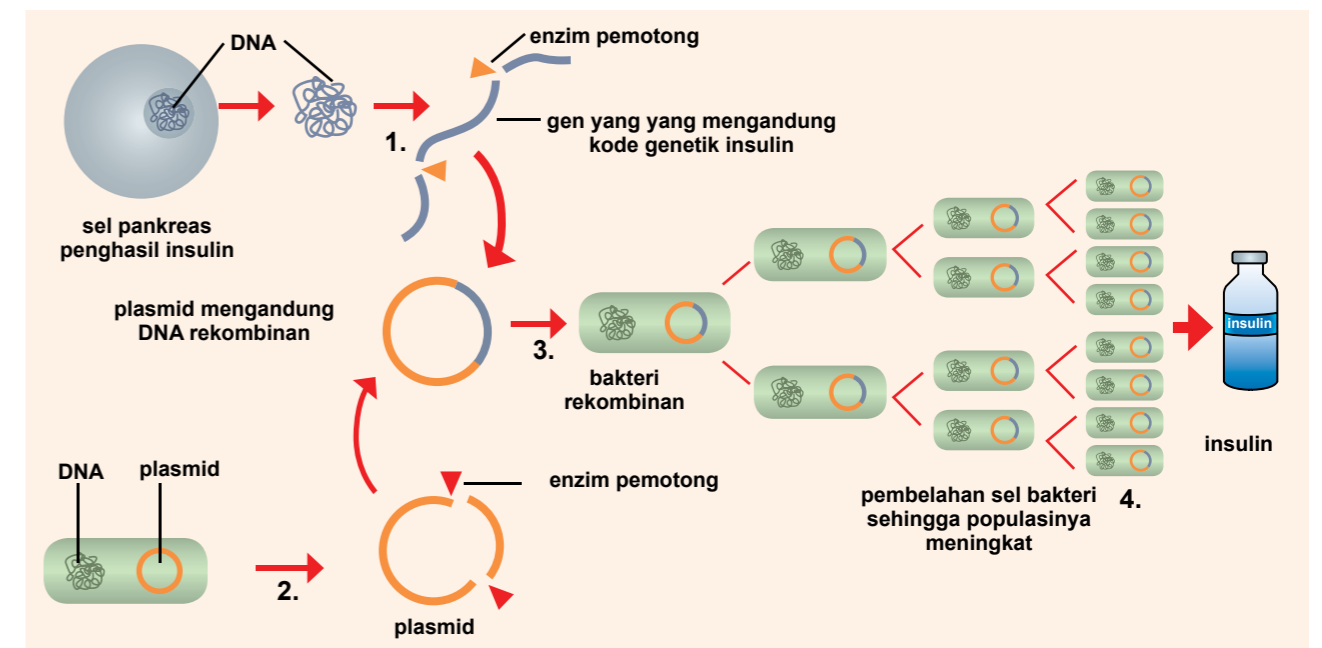 DNA
enzim pemotong
gen yang yang mengandung
kode genetik insulin
1.
sel pankreas
penghasil insulin
plasmid mengandung
DNA rekombinan
3.
bakteri
rekombinan
insulin
insulin
DNA
plasmid
enzim pemotong
2.
plasmid
pembelahan sel bakteri
sehingga populasinya
meningkat
4.